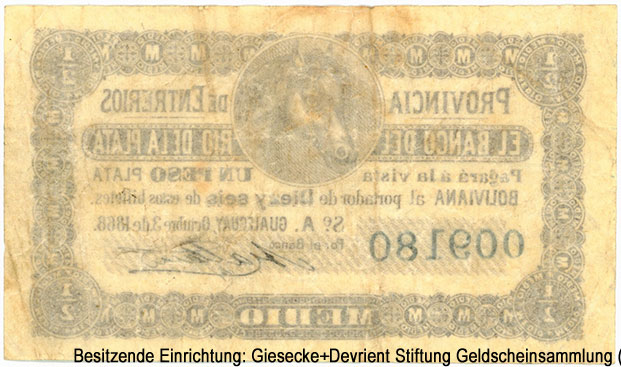 1/2 M M M M 1/2
PROVINCIA DE ENTRERIOS
EL BANCO DEL RIO DE LA PLATA
Pagará á la vista UN PESO PLATA
BOLIVIANA al portador de Diez y seis de esos billetes.
Sº. A. GUALEGUAY, Octubre 3, de 1868.
009180 Por el Banco
1/2 MEDIO 1/2
Besitzende Einrichtung: Giesecke+Devrient Stiftung Geldscheinsammlung (